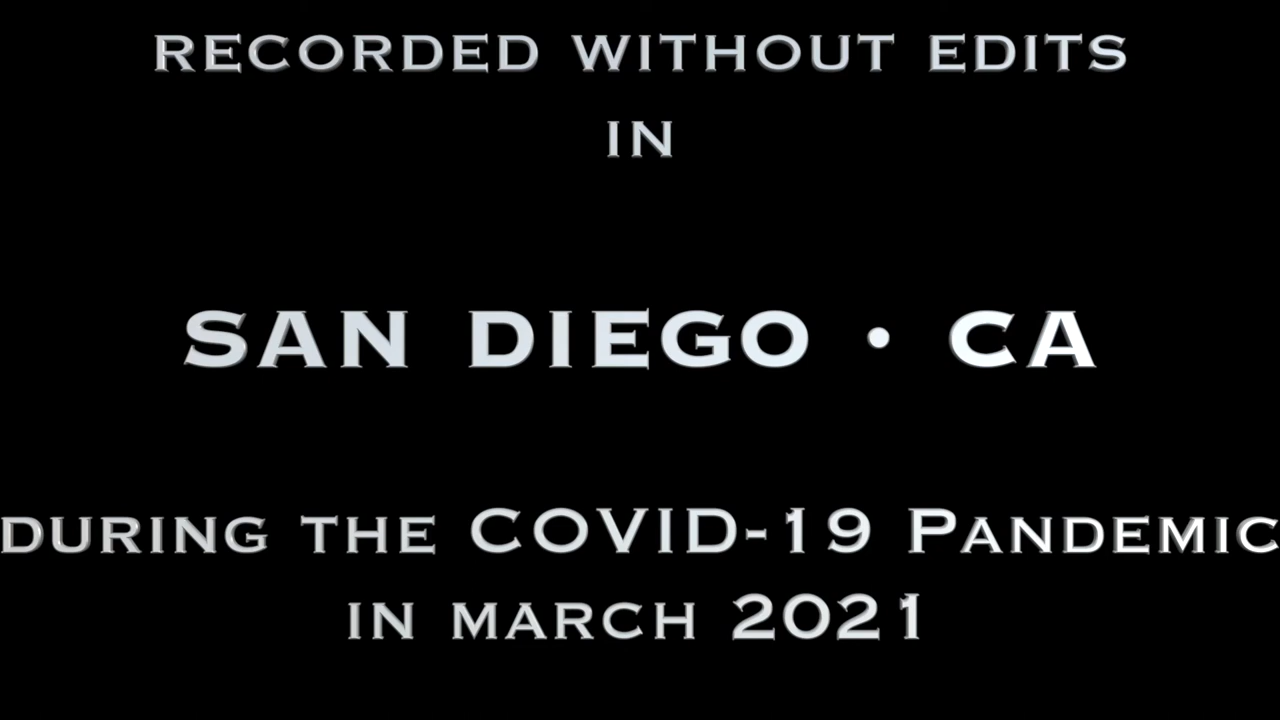 RECORDED WITHOUT EDITS
IN
SAN DIEGO • CA
DURING THE COVID-19 PANDEMIC
IN MARCH 2021